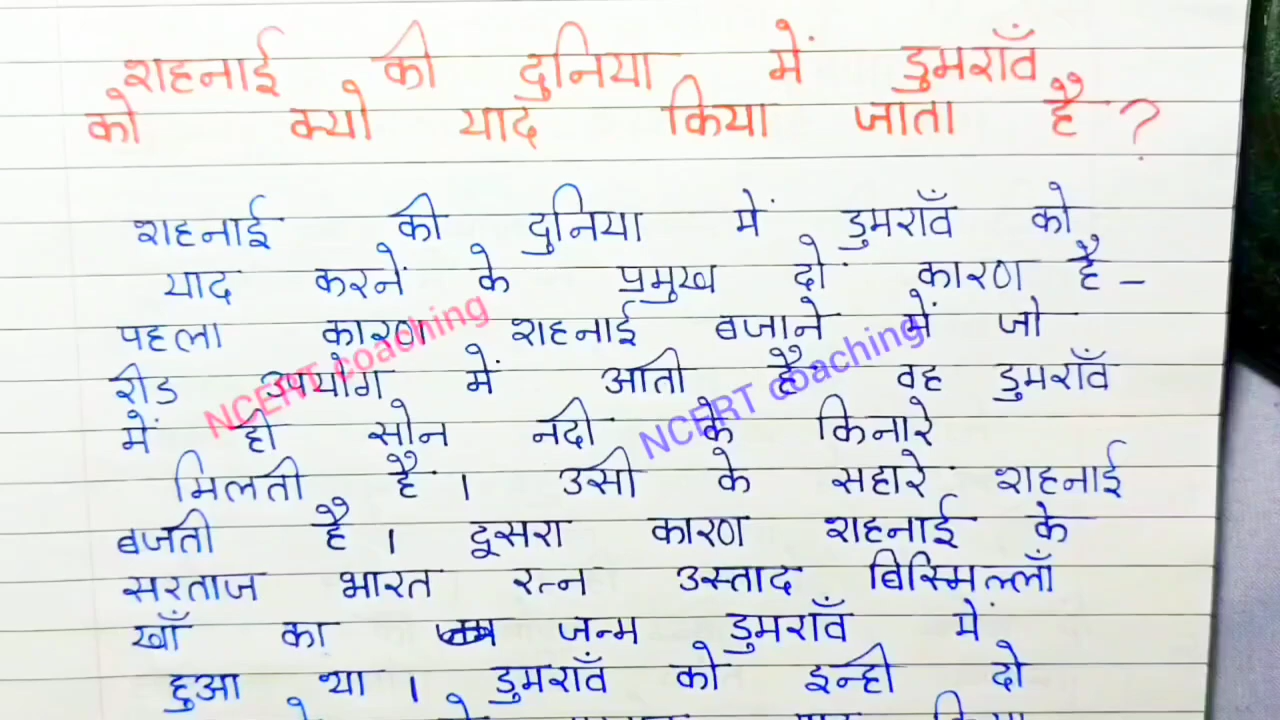 शहनाई की दुनिया में डुमराँव
को क्यो याद किया जाता है ?
शहनाई की दुनिया में डुमराँव को
याद करनें के प्रमुख दो कारण है –
पहला कारण शहनाई बजाने में जो
रीड उपयोग में आती है वह डुमराँव
में ही सोन नदी के किनारे
मिलती है । उसी के सहारे शहनाई
बजती है । दूसरा कारण शहनाई के
सरताज भारत रत्न उस्ताद बिस्मिल्लाँ
खाँ का जन्म डुमराँव में
हुआ था । डुमराँव को इन्ही दो
NCERT coaching
NCERT coaching